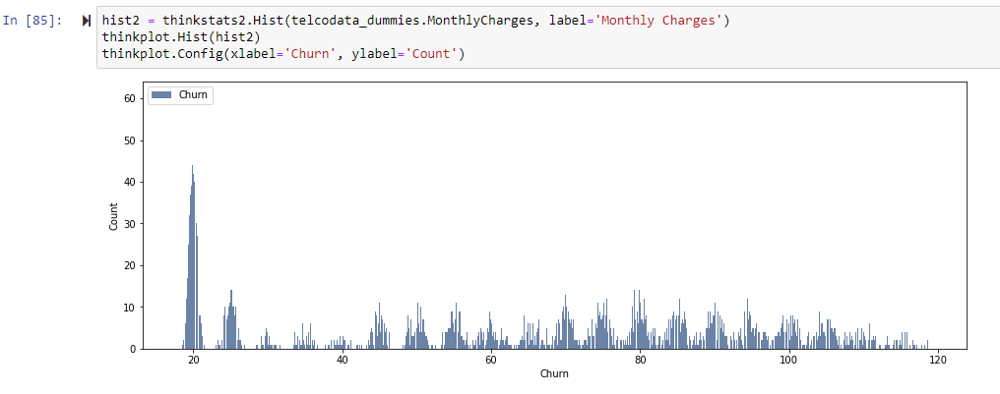 In [85]:
hist2 = thinkstats2.Hist(telcodata_dummies.MonthlyCharges, label='Monthly Charges')
thinkplot.Hist(hist2)
thinkplot.Config(xlabel='Churn', ylabel='Count')
Churn
60
50
40
30
20
10
0
Count
20 40 60 80 100 120
Churn